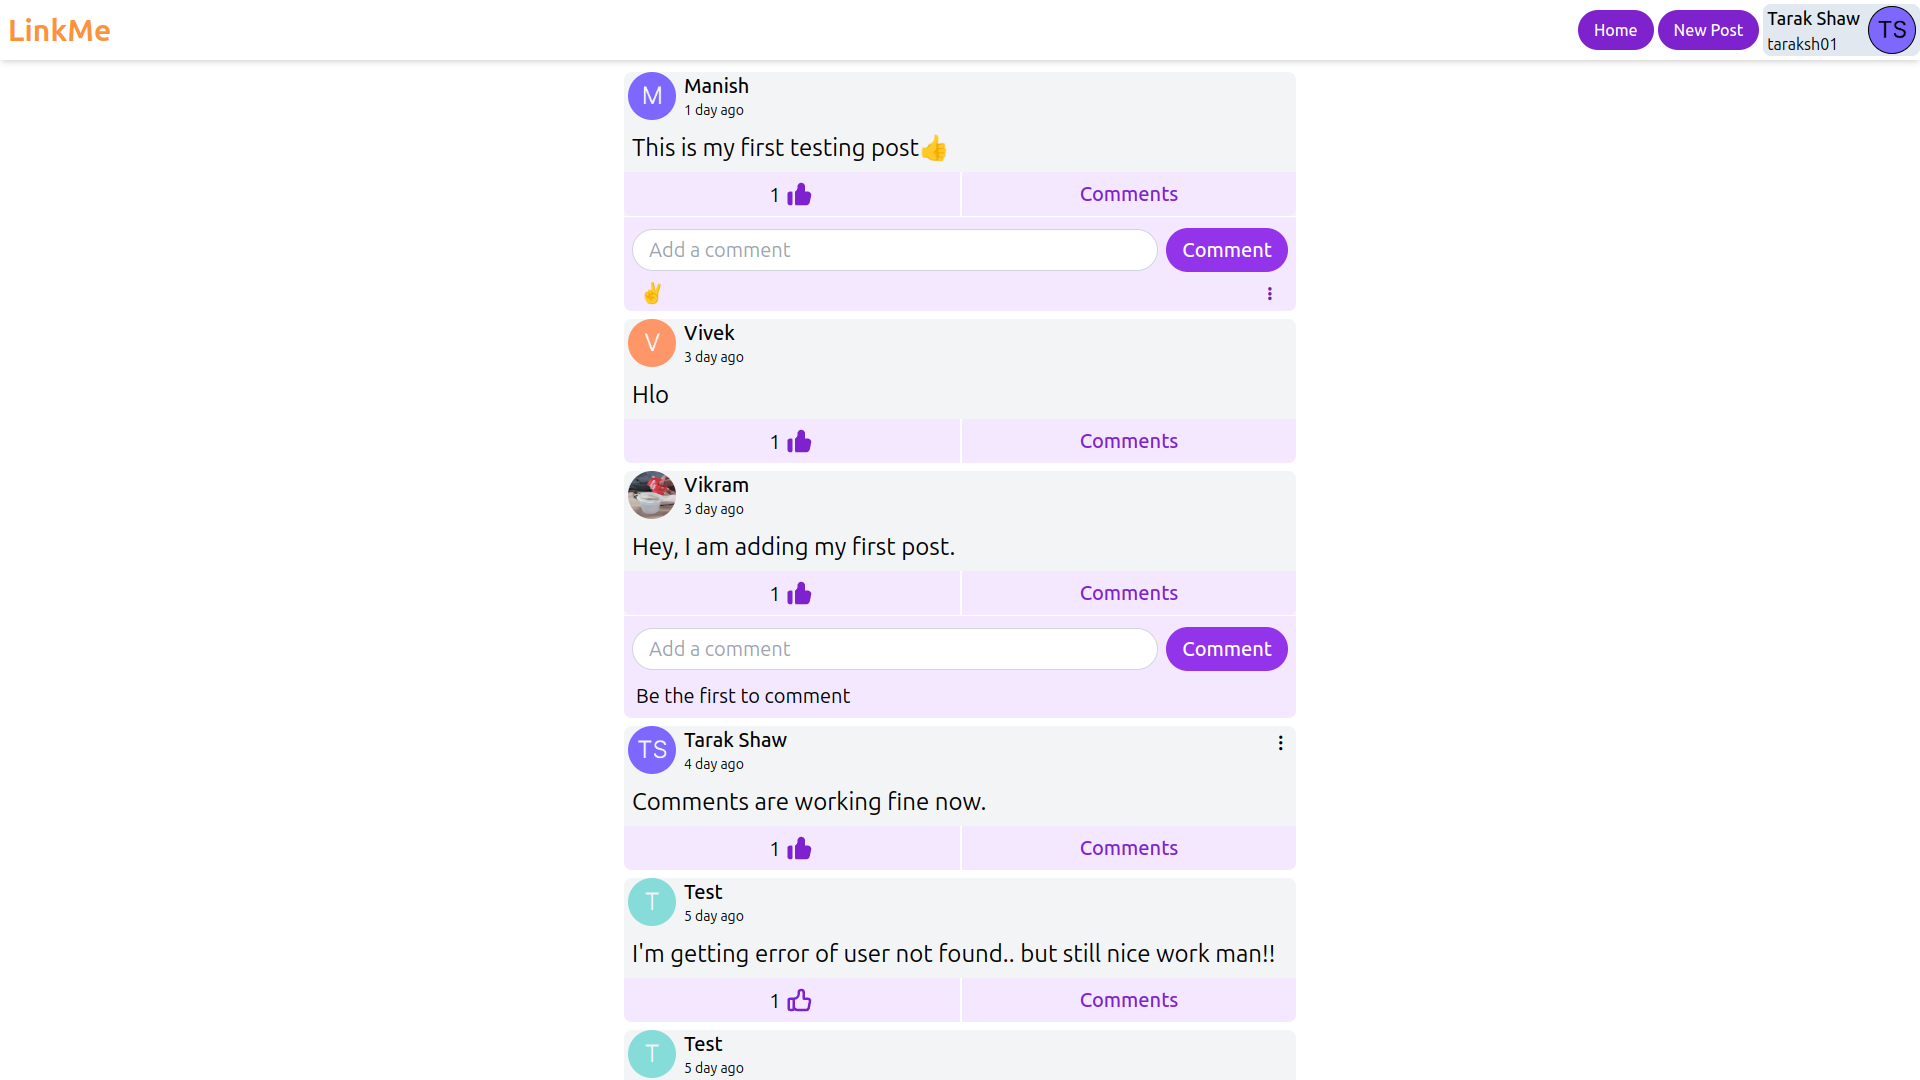 LinkMe
Home
New Post
Tarak Shaw
taraksh01
TS
M
Manish
1 day ago
This is my first testing post👍
1
Comments
Add a comment
Comment
✌
V
Vivek
3 day ago
Hlo
1
Comments
Vikram
3 day ago
Hey, I am adding my first post.
1
Comments
Add a comment
Comment
Be the first to comment
TS
Tarak Shaw
4 day ago
Comments are working fine now.
1
Comments
T
Test
5 day ago
I'm getting error of user not found.. but still nice work man!!
1
Comments
T
Test
5 day ago